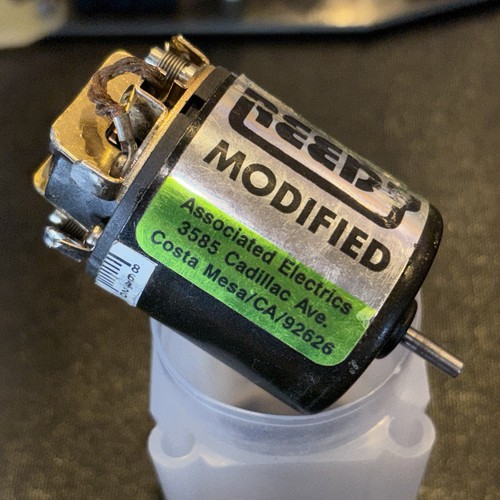 REEDY
MODIFIED
Associated Electrics
3585 Cadillac Ave.
Costa Mesa/CA/92626